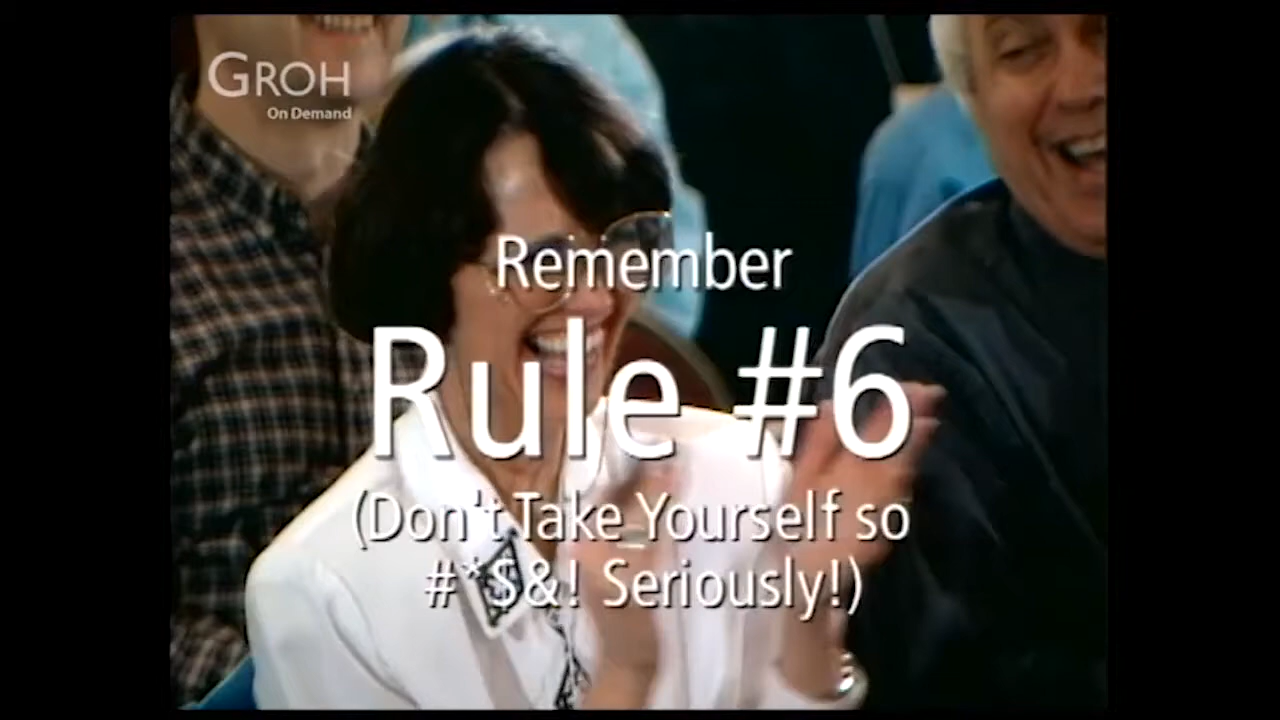 GROH
On Demand
Remember
Rule #6
(Don't Take Yourself so
#*$&! Seriously!)